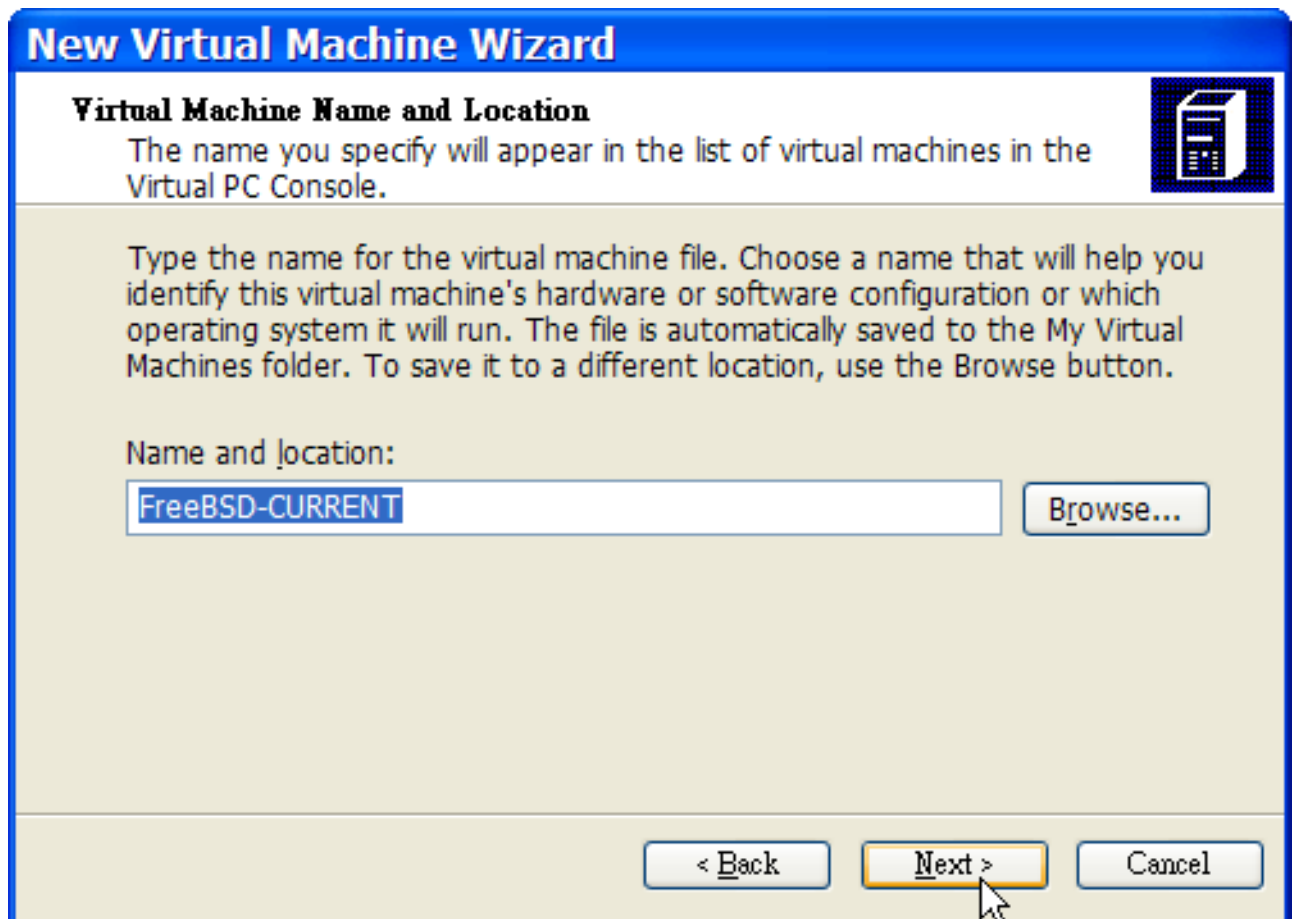 New Virtual Machine Wizard
Virtual Machine Name and Location
The name you specify will appear in the list of virtual machines in the
Virtual PC Console.
Type the name for the virtual machine file. Choose a name that will help you
identify this virtual machine's hardware or software configuration or which
operating system it will run. The file is automatically saved to the My Virtual
Machines folder. To save it to a different location, use the Browse button.
Name and location:
FreeBSD-CURRENT
Browse...
< Back
Next >
Cancel